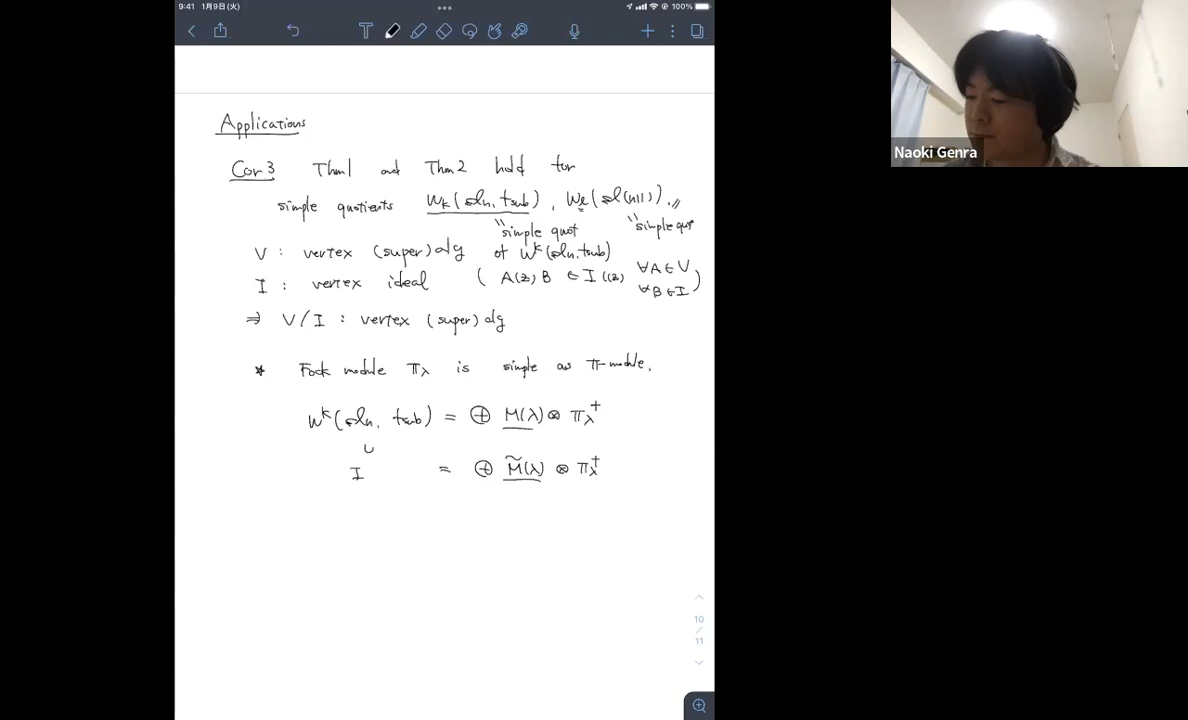 9:41 1月9日(火)
100%
Applications
Cor 3 Thm1 and Thm2 hold for
simple quotients W_k(sl_n, f_sub), W_ℓ(sl(n|1)).
"simple quot "simple quot
V : vertex (super) alg of W^k(sl_n, f_sub)
I : vertex ideal ( A(z) B ∈ I((z)) ∀A ∈ V ∀B ∈ I )
⇒ V/I : vertex (super) alg
* Fock module π_λ is simple as π-module.
W^k(sl_n, f_sub) = ⊕ M(λ) ⊗ π_λ^+
∪
I = ⊕ M̃(λ) ⊗ π_λ^+
10
/
11
Naoki Genra